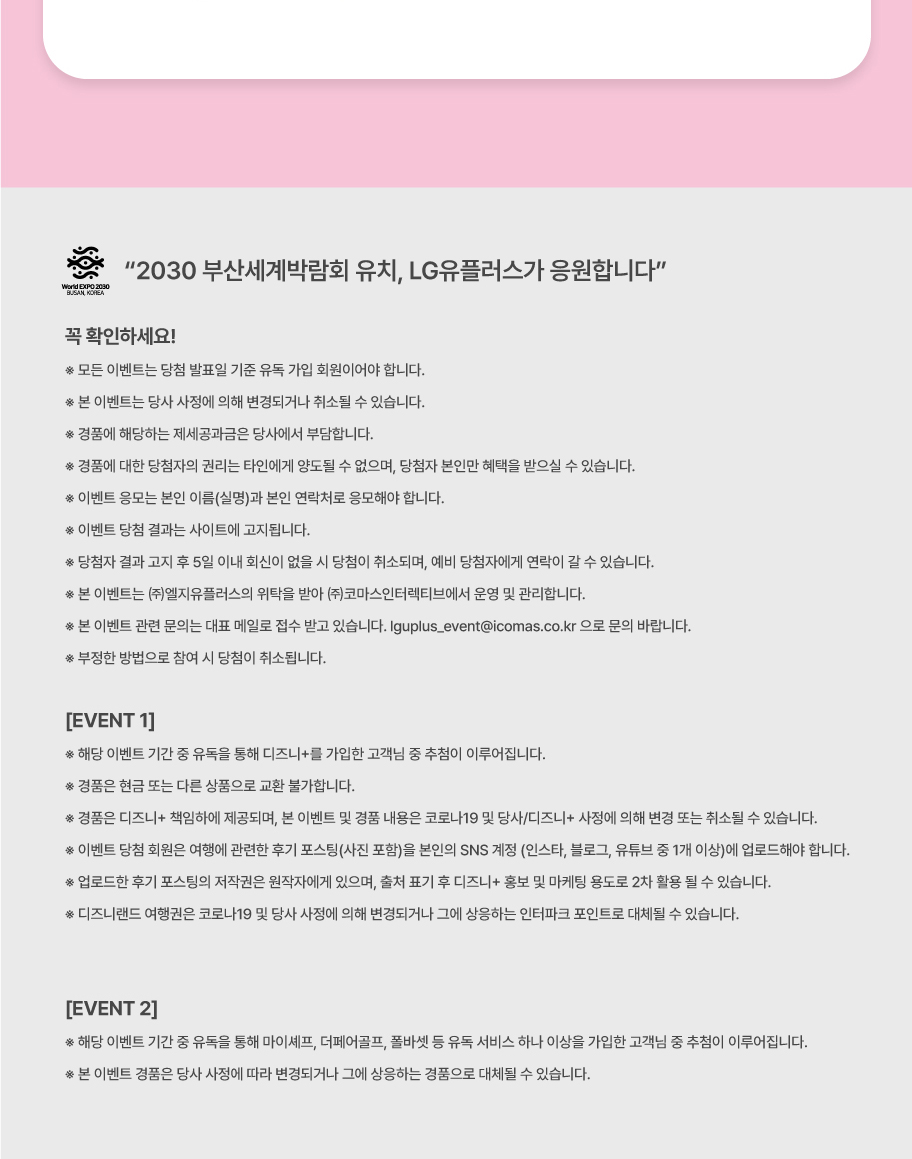 World EXPO 2030
BUSAN, KOREA
“2030 부산세계박람회 유치, LG유플러스가 응원합니다”
꼭 확인하세요!
※ 모든 이벤트는 당첨 발표일 기준 유독 가입 회원이어야 합니다.
※ 본 이벤트는 당사 사정에 의해 변경되거나 취소될 수 있습니다.
※ 경품에 해당하는 제세공과금은 당사에서 부담합니다.
※ 경품에 대한 당첨자의 권리는 타인에게 양도될 수 없으며, 당첨자 본인만 혜택을 받으실 수 있습니다.
※ 이벤트 응모는 본인 이름(실명)과 본인 연락처로 응모해야 합니다.
※ 이벤트 당첨 결과는 사이트에 고지됩니다.
※ 당첨자 결과 고지 후 5일 이내 회신이 없을 시 당첨이 취소되며, 예비 당첨자에게 연락이 갈 수 있습니다.
※ 본 이벤트는 ㈜엘지유플러스의 위탁을 받아 ㈜코마스인터렉티브에서 운영 및 관리합니다.
※ 본 이벤트 관련 문의는 대표 메일로 접수 받고 있습니다. lguplus_event@icomas.co.kr 으로 문의 바랍니다.
※ 부정한 방법으로 참여 시 당첨이 취소됩니다.
[EVENT 1]
※ 해당 이벤트 기간 중 유독을 통해 디즈니+를 가입한 고객님 중 추첨이 이루어집니다.
※ 경품은 현금 또는 다른 상품으로 교환 불가합니다.
※ 경품은 디즈니+ 책임하에 제공되며, 본 이벤트 및 경품 내용은 코로나19 및 당사/디즈니+ 사정에 의해 변경 또는 취소될 수 있습니다.
※ 이벤트 당첨 회원은 여행에 관련한 후기 포스팅(사진 포함)을 본인의 SNS 계정 (인스타, 블로그, 유튜브 중 1개 이상)에 업로드해야 합니다.
※ 업로드한 후기 포스팅의 저작권은 원작자에게 있으며, 출처 표기 후 디즈니+ 홍보 및 마케팅 용도로 2차 활용 될 수 있습니다.
※ 디즈니랜드 여행권은 코로나19 및 당사 사정에 의해 변경되거나 그에 상응하는 인터파크 포인트로 대체될 수 있습니다.
[EVENT 2]
※ 해당 이벤트 기간 중 유독을 통해 마이셰프, 더페어골프, 폴바셋 등 유독 서비스 하나 이상을 가입한 고객님 중 추첨이 이루어집니다.
※ 본 이벤트 경품은 당사 사정에 따라 변경되거나 그에 상응하는 경품으로 대체될 수 있습니다.